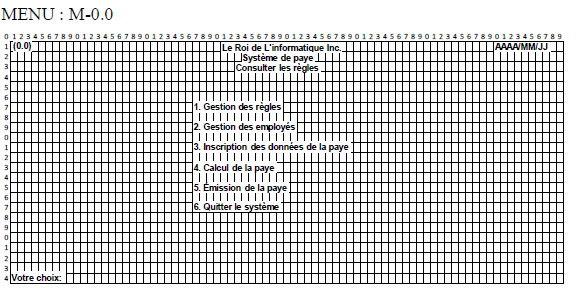 MENU : M-0.0
0 1 2 3 4 5 6 7 8 9 0 1 2 3 4 5 6 7 8 9 0 1 2 3 4 5 6 7 8 9 0 1 2 3 4 5 6 7 8 9 0 1 2 3 4 5 6 7 8 9 0 1 2 3 4 5 6 7 8 9 0 1 2 3 4 5 6 7 8 9 0 1 2 3 4 5 6 7 8 9
1 (0.0) Le Roi de L'informatique Inc. AAAA/MM/JJ
2 Système de paye
3 Consulter les règles
4
5
6
7 1. Gestion des règles
8
9 2. Gestion des employés
0
1 3. Inscription des données de la paye
2
3 4. Calcul de la paye
4
5 5. Émission de la paye
6
7 6. Quitter le système
8
9
0
1
2
3
4 Votre choix: